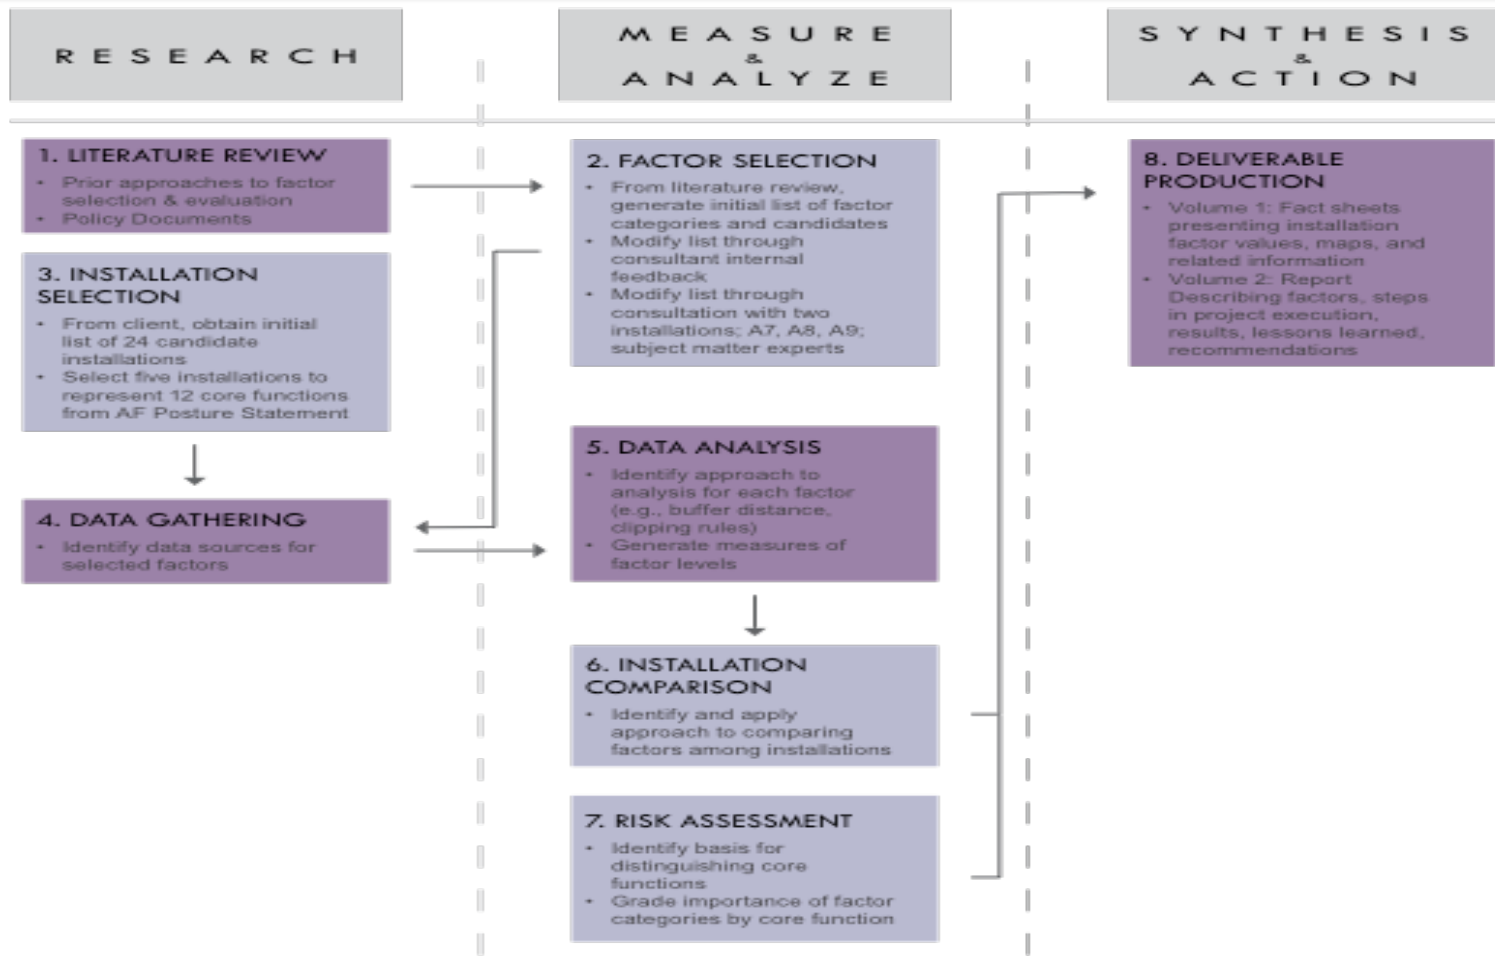 RESEARCH
MEASURE
&
ANALYZE
SYNTHESIS
&
ACTION
1. LITERATURE REVIEW
• Prior approaches to factor
selection & evaluation
• Policy Documents
3. INSTALLATION
SELECTION
• From client, obtain initial
list of 24 candidate
installations
• Select five installations to
represent 12 core functions
from AF Posture Statement
4. DATA GATHERING
• Identify data sources for
selected factors
2. FACTOR SELECTION
• From literature review,
generate initial list of factor
categories and candidates
• Modify list through
consultant internal
feedback
• Modify list through
consultation with two
installations; A7, A8, A9;
subject matter experts
5. DATA ANALYSIS
• Identify approach to
analysis for each factor
(e.g., buffer distance,
clipping rules)
• Generate measures of
factor levels
6. INSTALLATION
COMPARISON
• Identify and apply
approach to comparing
factors among installations
7. RISK ASSESSMENT
• Identify basis for
distinguishing core
functions
• Grade importance of factor
categories by core function
8. DELIVERABLE
PRODUCTION
• Volume 1: Fact sheets
presenting installation
factor values, maps, and
related information
• Volume 2: Report
Describing factors, steps
in project execution,
results, lessons learned,
recommendations